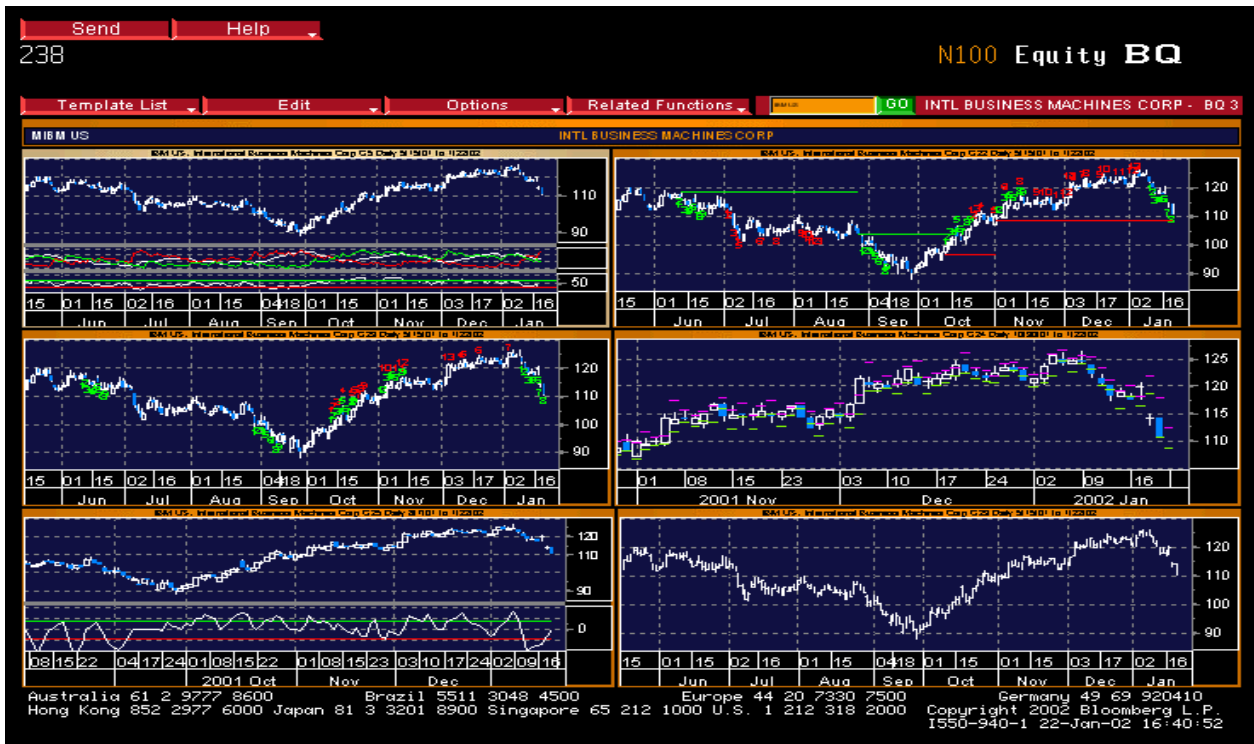 Send Help
238
N100 Equity BQ
Template List Edit Options Related Functions GO INTL BUSINESS MACHINES CORP - BQ 3
MIBM US INTL BUSINESS MACHINES CORP
110
90
50
15 01 15 02 16 01 15 0418 01 15 01 15 03 17 02 16
Jun Jul Aug Sep Oct Nov Dec Jan
120
110
100
90
15 01 15 02 16 01 15 0418 01 15 01 15 03 17 02 16
Jun Jul Aug Sep Oct Nov Dec Jan
120
110
100
90
15 01 15 02 16 01 15 0418 01 15 01 15 03 17 02 16
Jun Jul Aug Sep Oct Nov Dec Jan
125
120
115
110
01 08 15 23 03 10 17 24 02 09 16
2001 Nov Dec 2002 Jan
120
110
90
0
08 15 22 04 17 24 01 08 15 22 01 08 15 23 03 10 17 24 02 09 16
2001 Oct Nov Dec
120
110
100
90
15 01 15 02 16 01 15 0418 01 15 01 15 03 17 02 16
Jun Jul Aug Sep Oct Nov Dec Jan
Australia 61 2 9777 8600 Brazil 5511 3048 4500 Europe 44 20 7330 7500 Germany 49 69 920410
Hong Kong 852 2977 6000 Japan 81 3 3201 8900 Singapore 65 212 1000 U.S. 1 212 318 2000 Copyright 2002 Bloomberg L.P.
I550-940-1 22-Jan-02 16:40:52